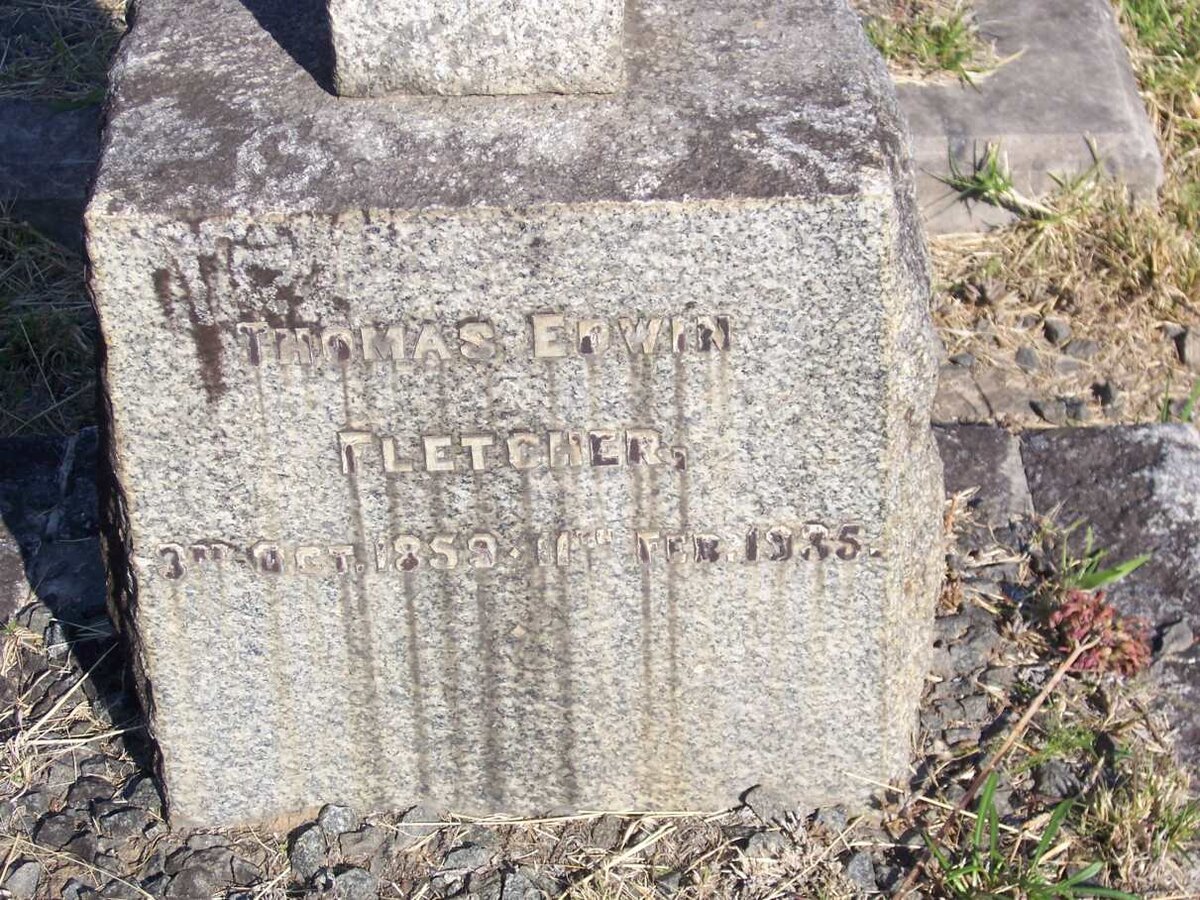 THOMAS EDWIN
FLETCHER,
3RD OCT. 1859 · 11TH FEB. 1935.